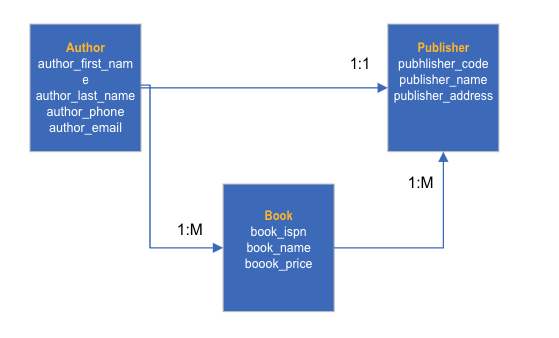 Author
author_first_nam
e
author_last_name
author_phone
author_email
1:1
Publisher
pubhlisher_code
publisher_name
publisher_address
1:M
Book
book_ispn
book_name
boook_price
1:M